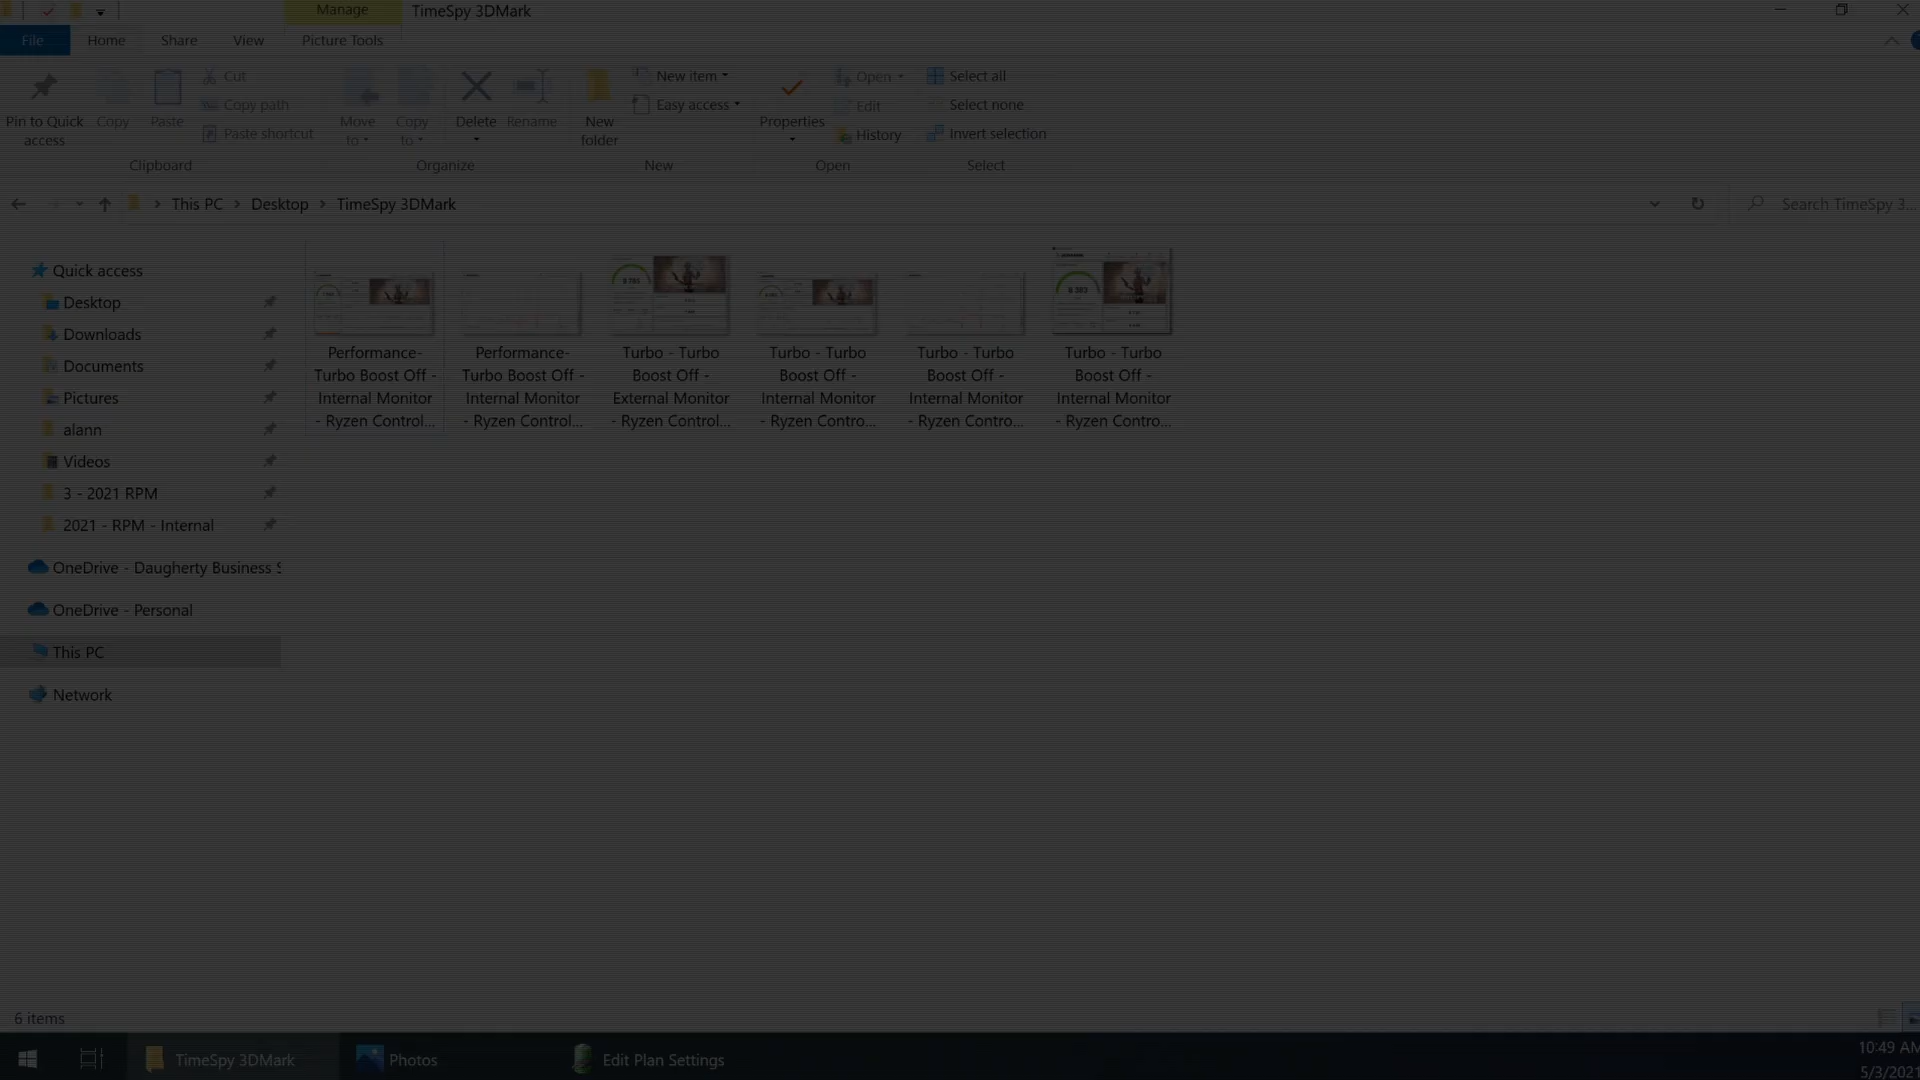 Manage
TimeSpy 3DMark
File
Home
Share
View
Picture Tools
Pin to Quick
access
Copy
Paste
Cut
Copy path
Paste shortcut
Move
to
Copy
to
Delete
Rename
New
folder
New item
Easy access
Properties
Open
Edit
History
Select all
Select none
Invert selection
Clipboard
Organize
New
Open
Select
This PC
Desktop
TimeSpy 3DMark
Search TimeSpy 3...
Quick access
Desktop
Downloads
Documents
Pictures
alann
Videos
3 - 2021 RPM
2021 - RPM - Internal
OneDrive - Daugherty Business S
OneDrive - Personal
This PC
Network
Performance-
Turbo Boost Off -
Internal Monitor
- Ryzen Control...
Performance-
Turbo Boost Off -
Internal Monitor
- Ryzen Control...
Turbo - Turbo
Boost Off -
External Monitor
- Ryzen Control...
Turbo - Turbo
Boost Off -
Internal Monitor
- Ryzen Contro...
Turbo - Turbo
Boost Off -
Internal Monitor
- Ryzen Contro...
Turbo - Turbo
Boost Off -
Internal Monitor
- Ryzen Contro...
6 items
TimeSpy 3DMark
Photos
Edit Plan Settings
10:49 AM
5/3/2021